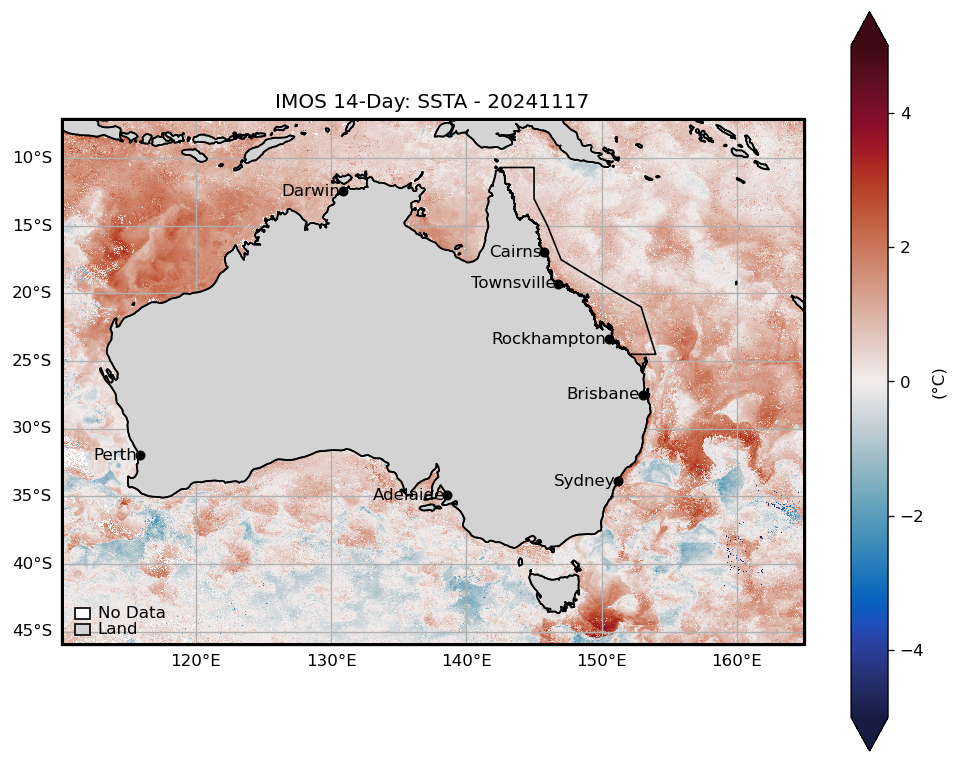 IMOS 14-Day: SSTA - 20241117
4
10°S
Darwin
15°S
2
Cairns
20°S
Townsville
Rockhampton
25°S
0
(°C)
Brisbane
30°S
Perth
Sydney
35°S
Adelaide
−2
40°S
No Data
Land
45°S
−4
120°E 130°E 140°E 150°E 160°E